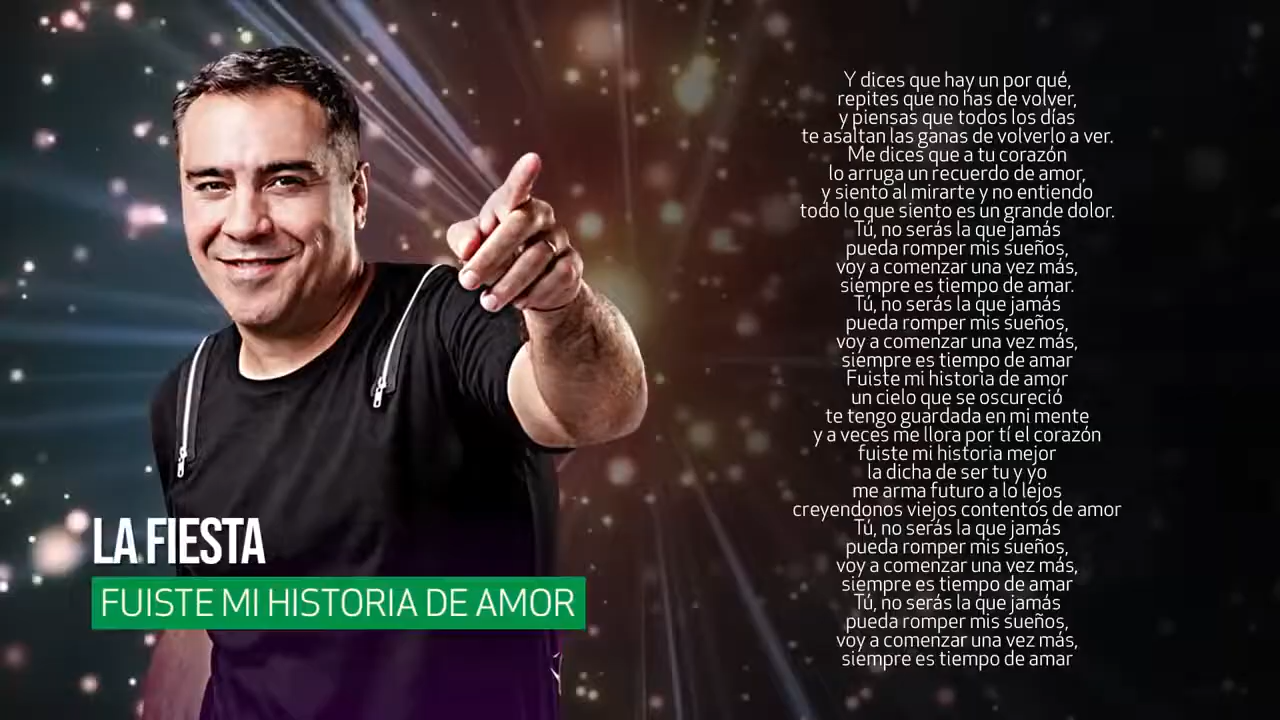 LA FIESTA
FUISTE MI HISTORIA DE AMOR
Y dices que hay un por qué,
repites que no has de volver,
y piensas que todos los días
te asaltan las ganas de volverlo a ver.
Me dices que a tu corazón
lo arruga un recuerdo de amor,
y siento al mirarte y no entiendo
todo lo que siento es un grande dolor.
Tú, no serás la que jamás
pueda romper mis sueños,
voy a comenzar una vez más,
siempre es tiempo de amar.
Tú, no serás la que jamás
pueda romper mis sueños,
voy a comenzar una vez más,
siempre es tiempo de amar
Fuiste mi historia de amor
un cielo que se oscureció
te tengo guardada en mi mente
y a veces me llora por tí el corazón
fuiste mi historia mejor
la dicha de ser tu y yo
me arma futuro a lo lejos
creyendonos viejos contentos de amor
Tú, no serás la que jamás
pueda romper mis sueños,
voy a comenzar una vez más,
siempre es tiempo de amar
Tú, no serás la que jamás
pueda romper mis sueños,
voy a comenzar una vez más,
siempre es tiempo de amar